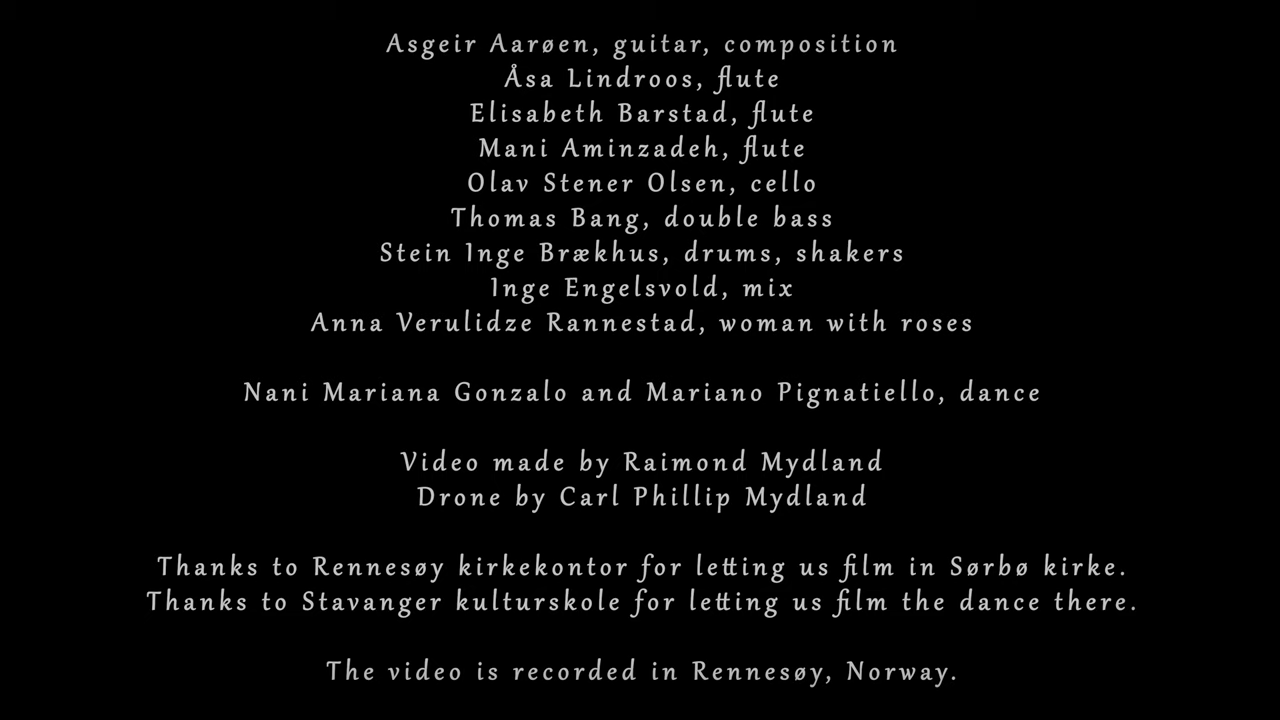 Asgeir Aarøen, guitar, composition
Åsa Lindroos, flute
Elisabeth Barstad, flute
Mani Aminzadeh, flute
Olav Stener Olsen, cello
Thomas Bang, double bass
Stein Inge Brækhus, drums, shakers
Inge Engelsvold, mix
Anna Verulidze Rannestad, woman with roses
Nani Mariana Gonzalo and Mariano Pignatiello, dance
Video made by Raimond Mydland
Drone by Carl Phillip Mydland
Thanks to Rennesøy kirkekontor for letting us film in Sørbø kirke.
Thanks to Stavanger kulturskole for letting us film the dance there.
The video is recorded in Rennesøy, Norway.